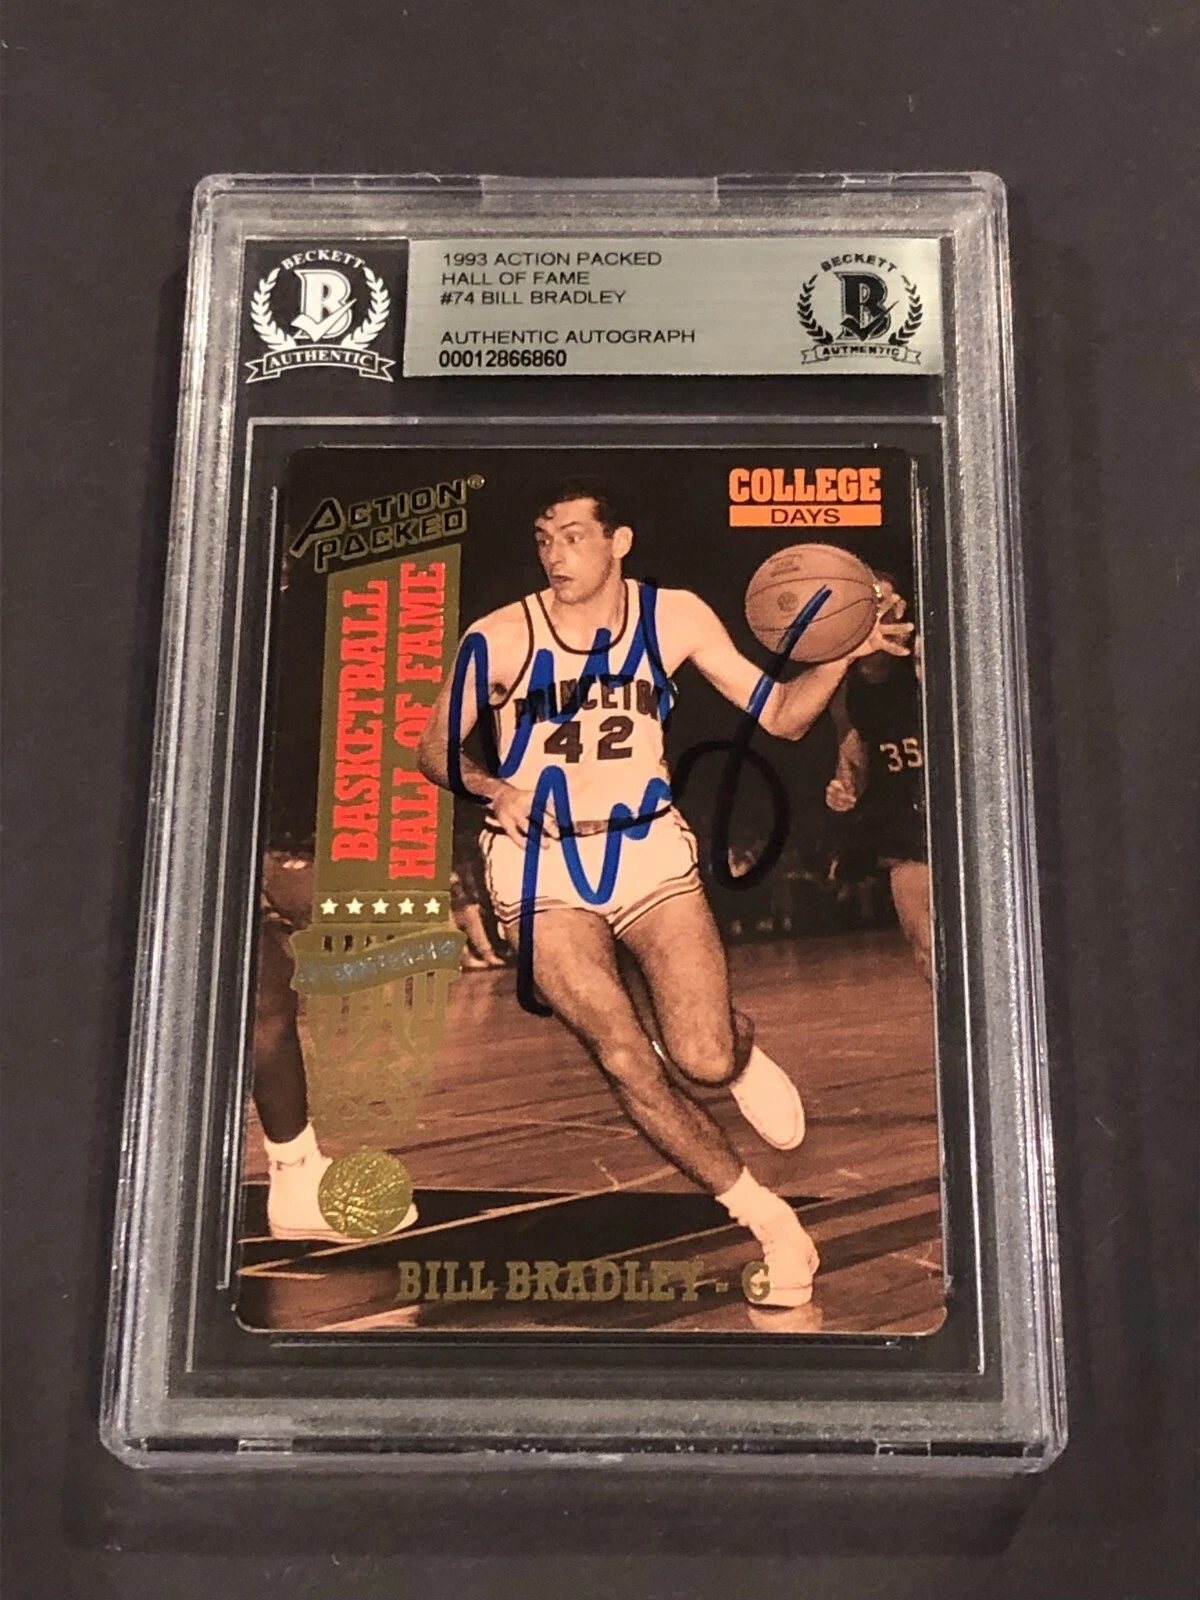 BECKETT
B
AUTHENTIC
1993 ACTION PACKED
HALL OF FAME
#74 BILL BRADLEY
AUTHENTIC AUTOGRAPH
00012866860
BECKETT
B
AUTHENTIC
ACTION PACKED®
COLLEGE
DAYS
BASKETBALL
HALL OF FAME
PRINCETON
42
35
BILL BRADLEY - G